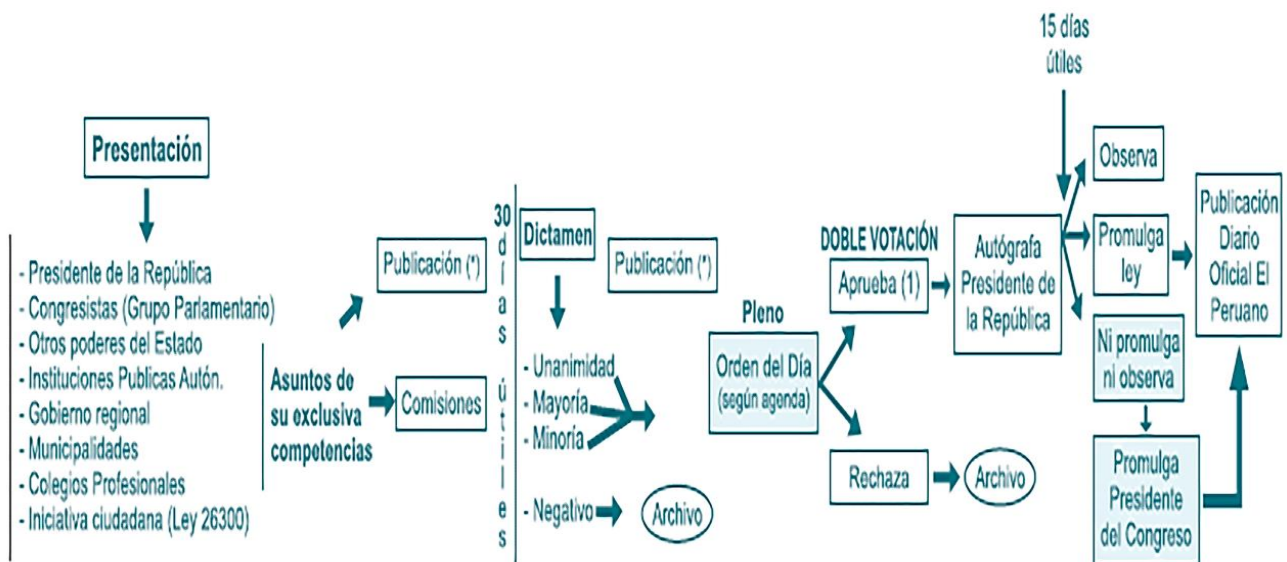 Presentación
- Presidente de la República
- Congresistas (Grupo Parlamentario)
- Otros poderes del Estado
- Instituciones Publicas Autón.
- Gobierno regional
- Municipalidades
- Colegios Profesionales
- Iniciativa ciudadana (Ley 26300)
Asuntos de
su exclusiva
competencias
Publicación (*)
Comisiones
30 días útiles
Dictamen
Publicación (*)
- Unanimidad
- Mayoría
- Minoría
- Negativo
Archivo
Pleno
Orden del Día
(según agenda)
DOBLE VOTACIÓN
Aprueba (1)
Rechaza
Archivo
Autógrafa
Presidente de
la República
15 días
útiles
Observa
Promulga
ley
Ni promulga
ni observa
Promulga
Presidente
del Congreso
Publicación
Diario
Oficial El
Peruano